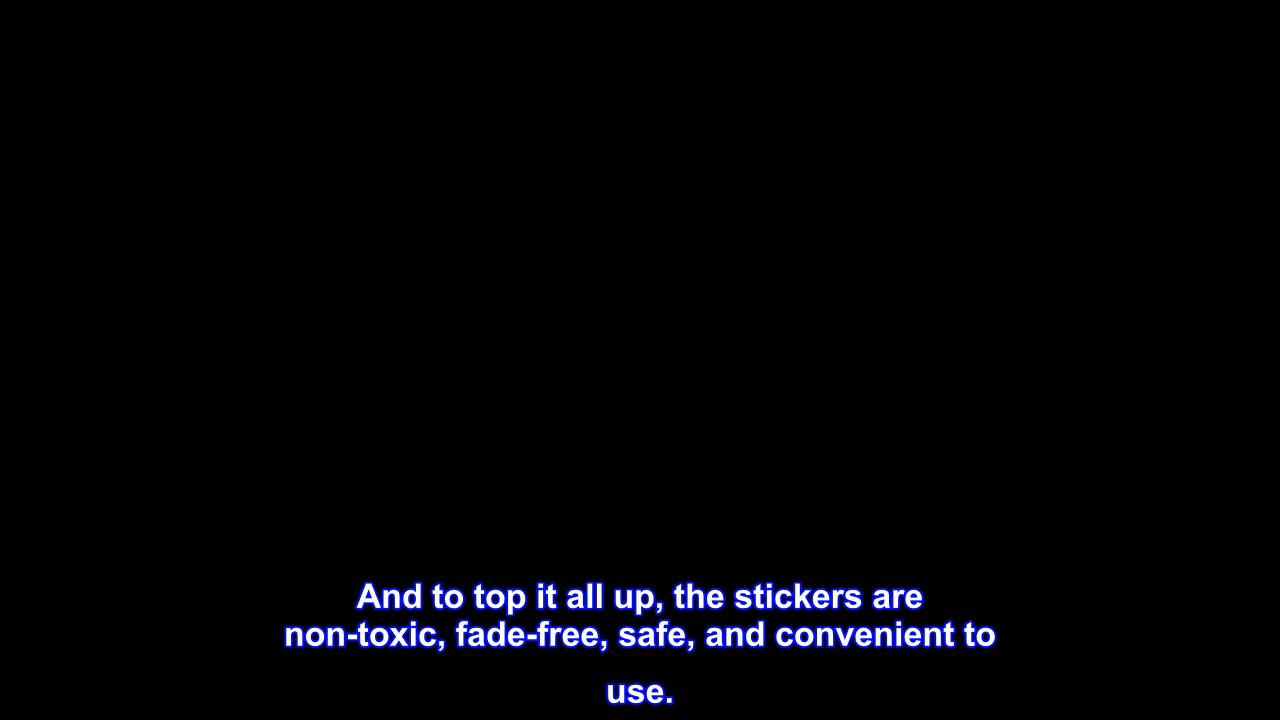 And to top it all up, the stickers are
non-toxic, fade-free, safe, and convenient to
use.